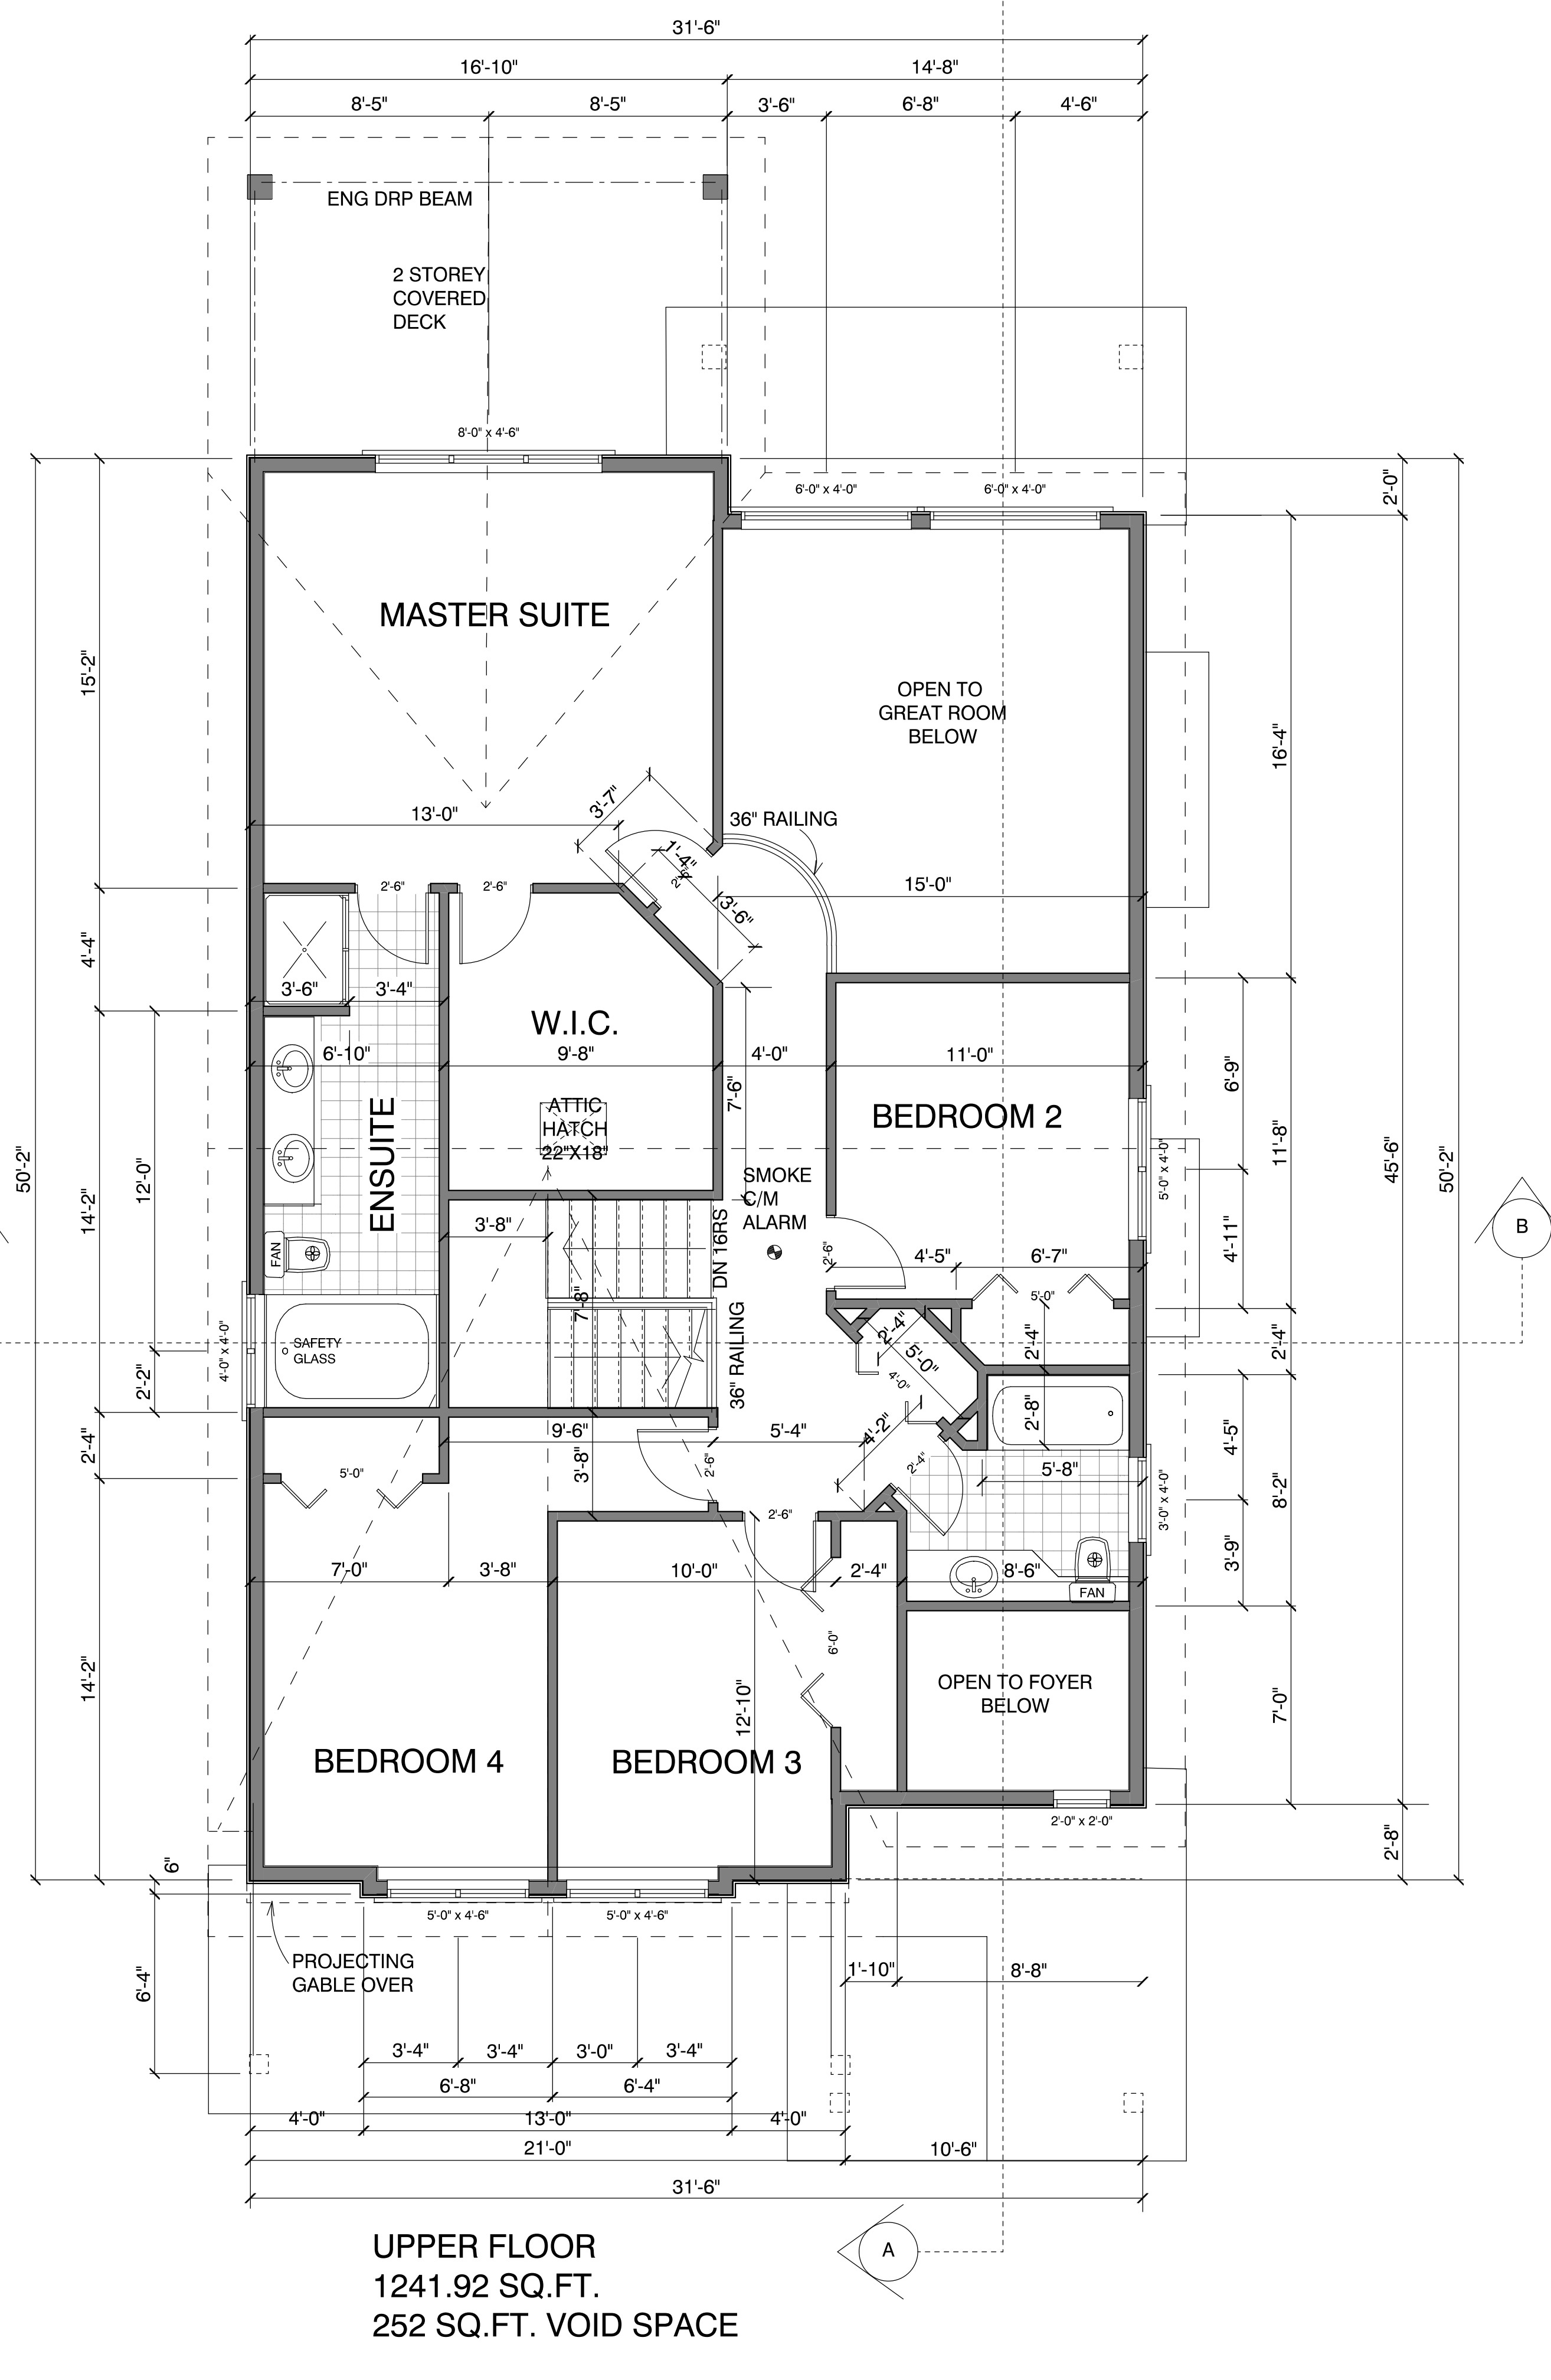 31'-6"
16'-10" 14'-8"
8'-5" 8'-5" 3'-6" 6'-8" 4'-6"
ENG DRP BEAM
2 STOREY
COVERED
DECK
8'-0" x 4'-6"
6'-0" x 4'-0" 6'-0" x 4'-0"
2'-0"
MASTER SUITE
15'-2"
OPEN TO
GREAT ROOM
BELOW
16'-4"
13'-0"
3'-7"
36" RAILING
1'-4"
2'-6"
2'-6" 2'-6"
15'-0"
3'-6"
4'-4"
3'-6" 3'-4"
W.I.C.
6'-10" 9'-8" 4'-0" 11'-0"
6'-9"
7'-6"
ATTIC
HATCH
22"X18"
BEDROOM 2
11'-8"
45'-6"
50'-2"
50'-2"
12'-0"
14'-2"
ENSUITE
5'-0" x 4'-0"
SMOKE
C/M
ALARM
3'-8"
DN 16RS
FAN
2'-6"
4'-5" 6'-7"
4'-11"
B
5'-0"
7'-8"
SAFETY
GLASS
4'-0" x 4'-0"
2'-2"
36" RAILING
2'-4"
5'-0"
4'-0"
2'-4"
2'-4"
2'-8"
4'-2"
2'-4"
9'-6" 5'-4"
2'-4"
5'-0"
3'-8"
2'-6"
2'-6"
5'-8"
4'-5"
8'-2"
3'-0" x 4'-0"
3'-9"
7'-0" 3'-8" 10'-0" 2'-4" 8'-6"
FAN
6'-0"
14'-2"
12'-10"
OPEN TO FOYER
BELOW
7'-0"
BEDROOM 4 BEDROOM 3
2'-0" x 2'-0"
2'-8"
6"
5'-0" x 4'-6" 5'-0" x 4'-6"
PROJECTING
GABLE OVER
6'-4"
1'-10" 8'-8"
3'-4" 3'-4" 3'-0" 3'-4"
6'-8" 6'-4"
4'-0" 13'-0" 4'-0"
21'-0" 10'-6"
31'-6"
A
UPPER FLOOR
1241.92 SQ.FT.
252 SQ.FT. VOID SPACE